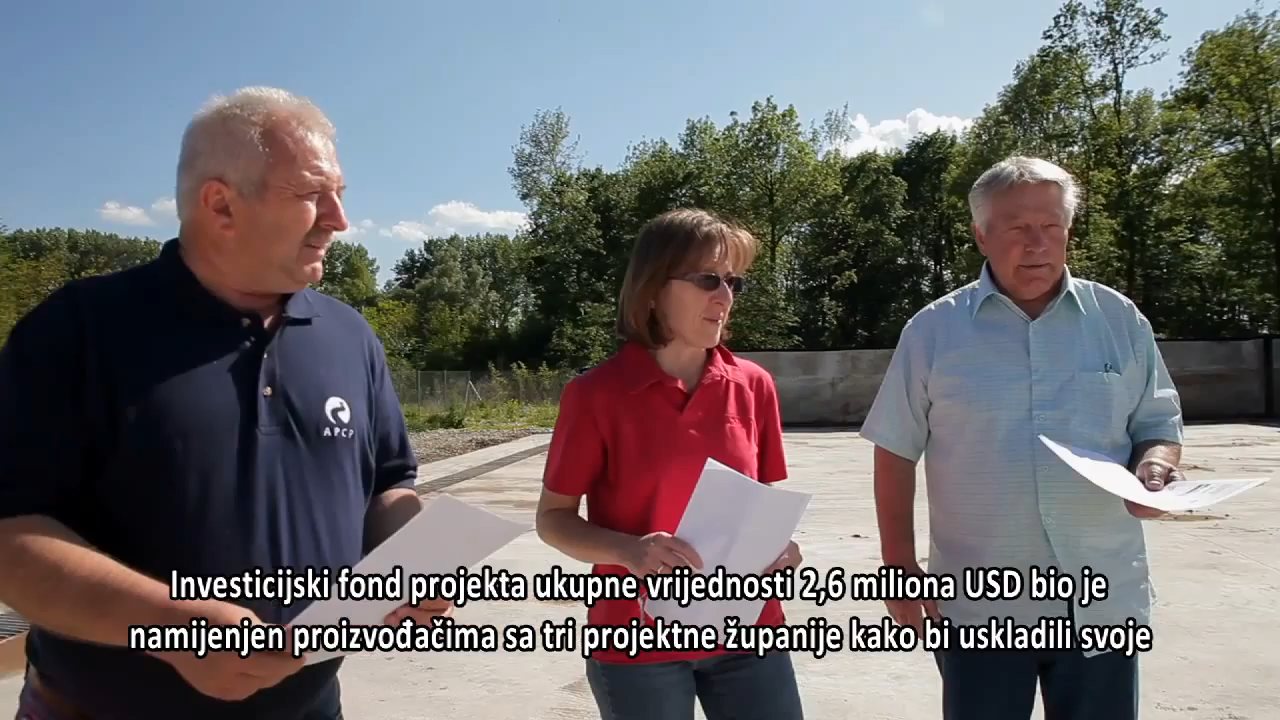 APCP
Investicijski fond projekta ukupne vrijednosti 2,6 miliona USD bio je
namijenjen proizvođačima sa tri projektne županije kako bi uskladili svoje